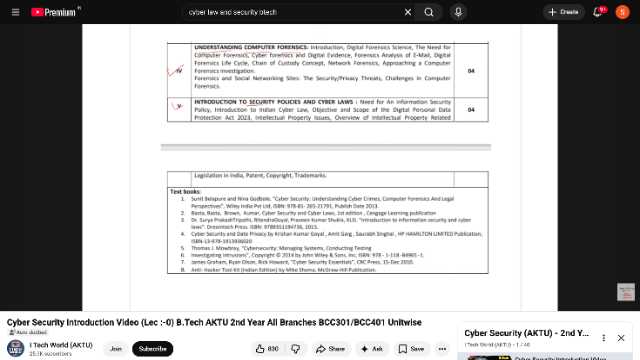 Premium
IN
cyber law and security btech
Create
9+
S
UNDERSTANDING COMPUTER FORENSICS: Introduction, Digital Forensics Science, The Need for
Computer Forensics, Cyber forensics and Digital Evidence, Forensics Analysis of E-Mail, Digital
Forensics Life Cycle, Chain of Custody Concept, Network Forensics, Approaching a Computer
Forensics Investigation.
Forensics and Social Networking Sites: The Security/Privacy Threats, Challenges in Computer
Forensics.
04
INTRODUCTION TO SECURITY POLICIES AND CYBER LAWS : Need for An Information Security
Policy, Introduction to Indian Cyber Law, Objective and Scope of the Digital Personal Data
Protection Act 2023, Intellectual Property Issues, Overview of Intellectual Property Related
V
04
Legislation in India, Patent, Copyright, Trademarks.
Text books:
1. Sunit Belapure and Nina Godbole, "Cyber Security: Understanding Cyber Crimes, Computer Forensics And Legal
Perspectives", Wiley India Pvt Ltd, ISBN: 978-81- 265-21791, Publish Date 2013.
2. Basta, Basta, Brown, Kumar, Cyber Security and Cyber Laws, 1st edition , Cengage Learning publication
3. Dr. Surya PrakashTripathi, RitendraGoyal, Praveen Kumar Shukla, KLSI. "Introduction to information security and cyber
laws". Dreamtech Press. ISBN: 9789351194736, 2015.
4. Cyber Security and Date Privacy by Krishan Kumar Goyal , Amit Garg , Saurabh Singhal , HP HAMILTON LIMITED Publication,
5. Thomas J. Mowbray, "Cybersecurity: Managing Systems, Conducting Testing
6. Investigating Intrusions", Copyright © 2014 by John Wiley & Sons, Inc, ISBN: 978 - 1-118 -84965 -1.
7. James Graham, Ryan Olson, Rick Howard, "Cyber Security Essentials", CRC Press, 15-Dec 2010.
8. Anti- Hacker Tool Kit (Indian Edition) by Mike Shema, McGraw-Hill Publication.
Cyber Security Introduction Video (Lec :-0) B.Tech AKTU 2nd Year All Branches BCC301/BCC401 Unitwise
Auto-dubbed
I Tech World (AKTU)
Join
Subscribe
830
Share
Ask
Save
Cyber Security (AKTU) - 2nd Y...
I Tech World (AKTU) - 1 / 40
Cyber Security Introduction Video